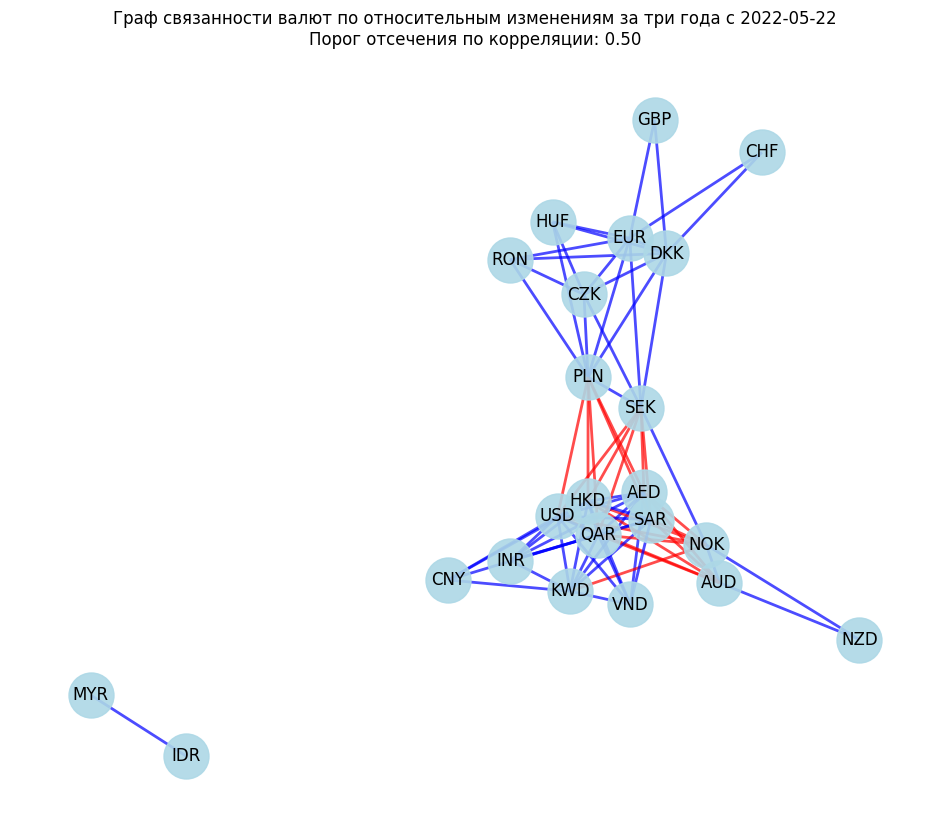 Граф связанности валют по относительным изменениям за три года с 2022-05-22
Порог отсечения по корреляции: 0.50
GBP
CHF
HUF
EUR
DKK
RON
CZK
PLN
SEK
AED
HKD
USD
SAR
QAR
NOK
INR
CNY
AUD
KWD
VND
NZD
MYR
IDR